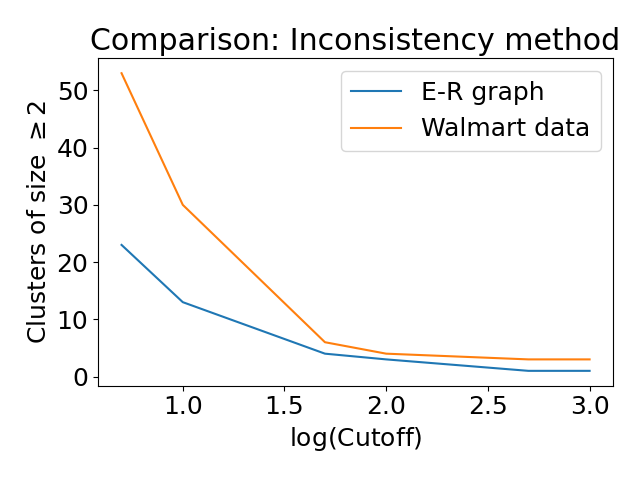 Comparison: Inconsistency method
E-R graph
Walmart data
Clusters of size ≥2
50
40
30
20
10
0
1.0 1.5 2.0 2.5 3.0
log(Cutoff)